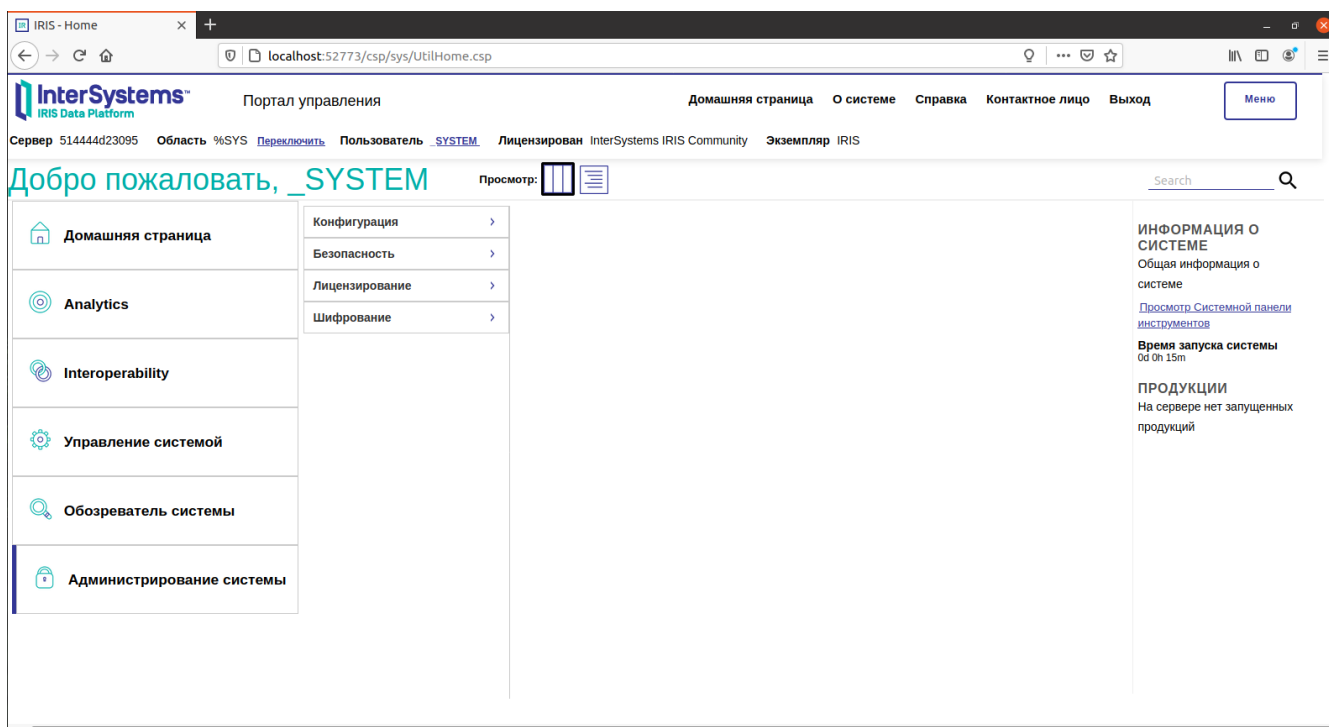 IRIS - Home
localhost:52773/csp/sys/UtilHome.csp
InterSystems™
IRIS Data Platform
Портал управления
Домашняя страница О системе Справка Контактное лицо Выход
Меню
Сервер 514444d23095 Область %SYS Переключить Пользователь _SYSTEM Лицензирован InterSystems IRIS Community Экземпляр IRIS
Добро пожаловать, _SYSTEM
Просмотр:
Search
Домашняя страница
Analytics
Interoperability
Управление системой
Обозреватель системы
Администрирование системы
Конфигурация
Безопасность
Лицензирование
Шифрование
ИНФОРМАЦИЯ О
СИСТЕМЕ
Общая информация о
системе
Просмотр Системной панели
инструментов
Время запуска системы
0d 0h 15m
ПРОДУКЦИИ
На сервере нет запущенных
продукций